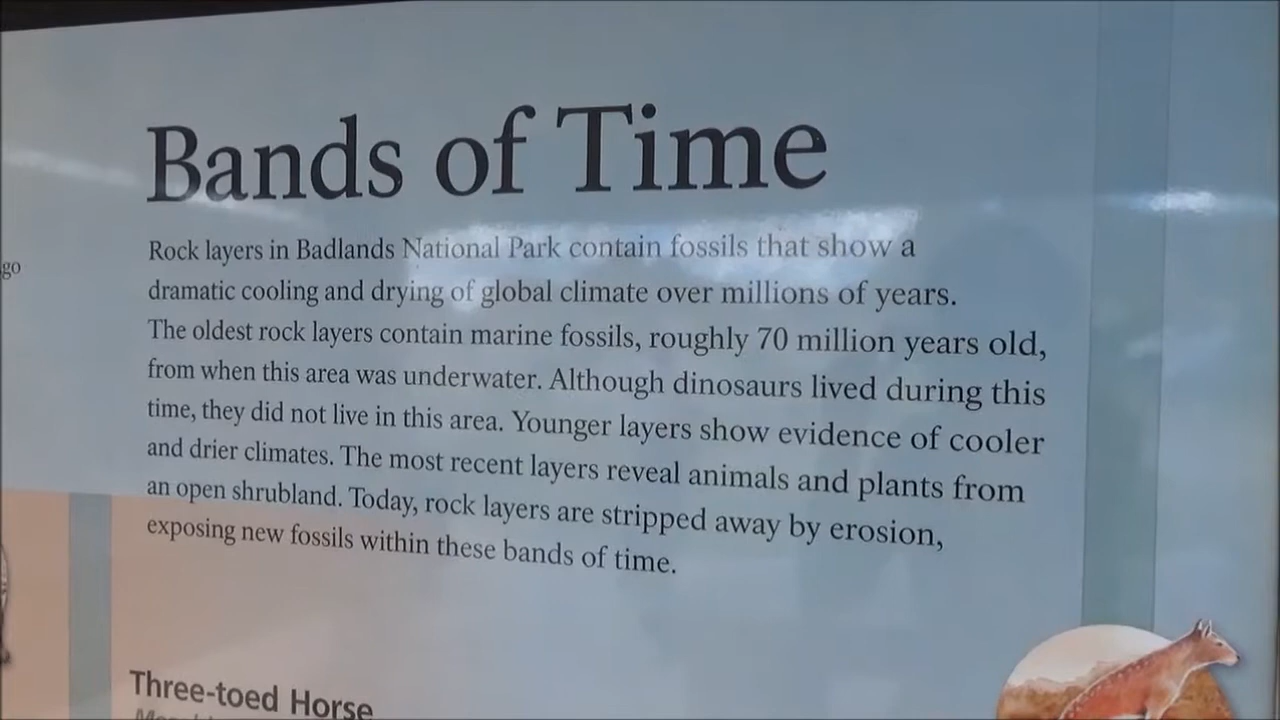 Bands of Time
Rock layers in Badlands National Park contain fossils that show a
dramatic cooling and drying of global climate over millions of years.
The oldest rock layers contain marine fossils, roughly 70 million years old,
from when this area was underwater. Although dinosaurs lived during this
time, they did not live in this area. Younger layers show evidence of cooler
and drier climates. The most recent layers reveal animals and plants from
an open shrubland. Today, rock layers are stripped away by erosion,
exposing new fossils within these bands of time.
go
Three-toed Horse